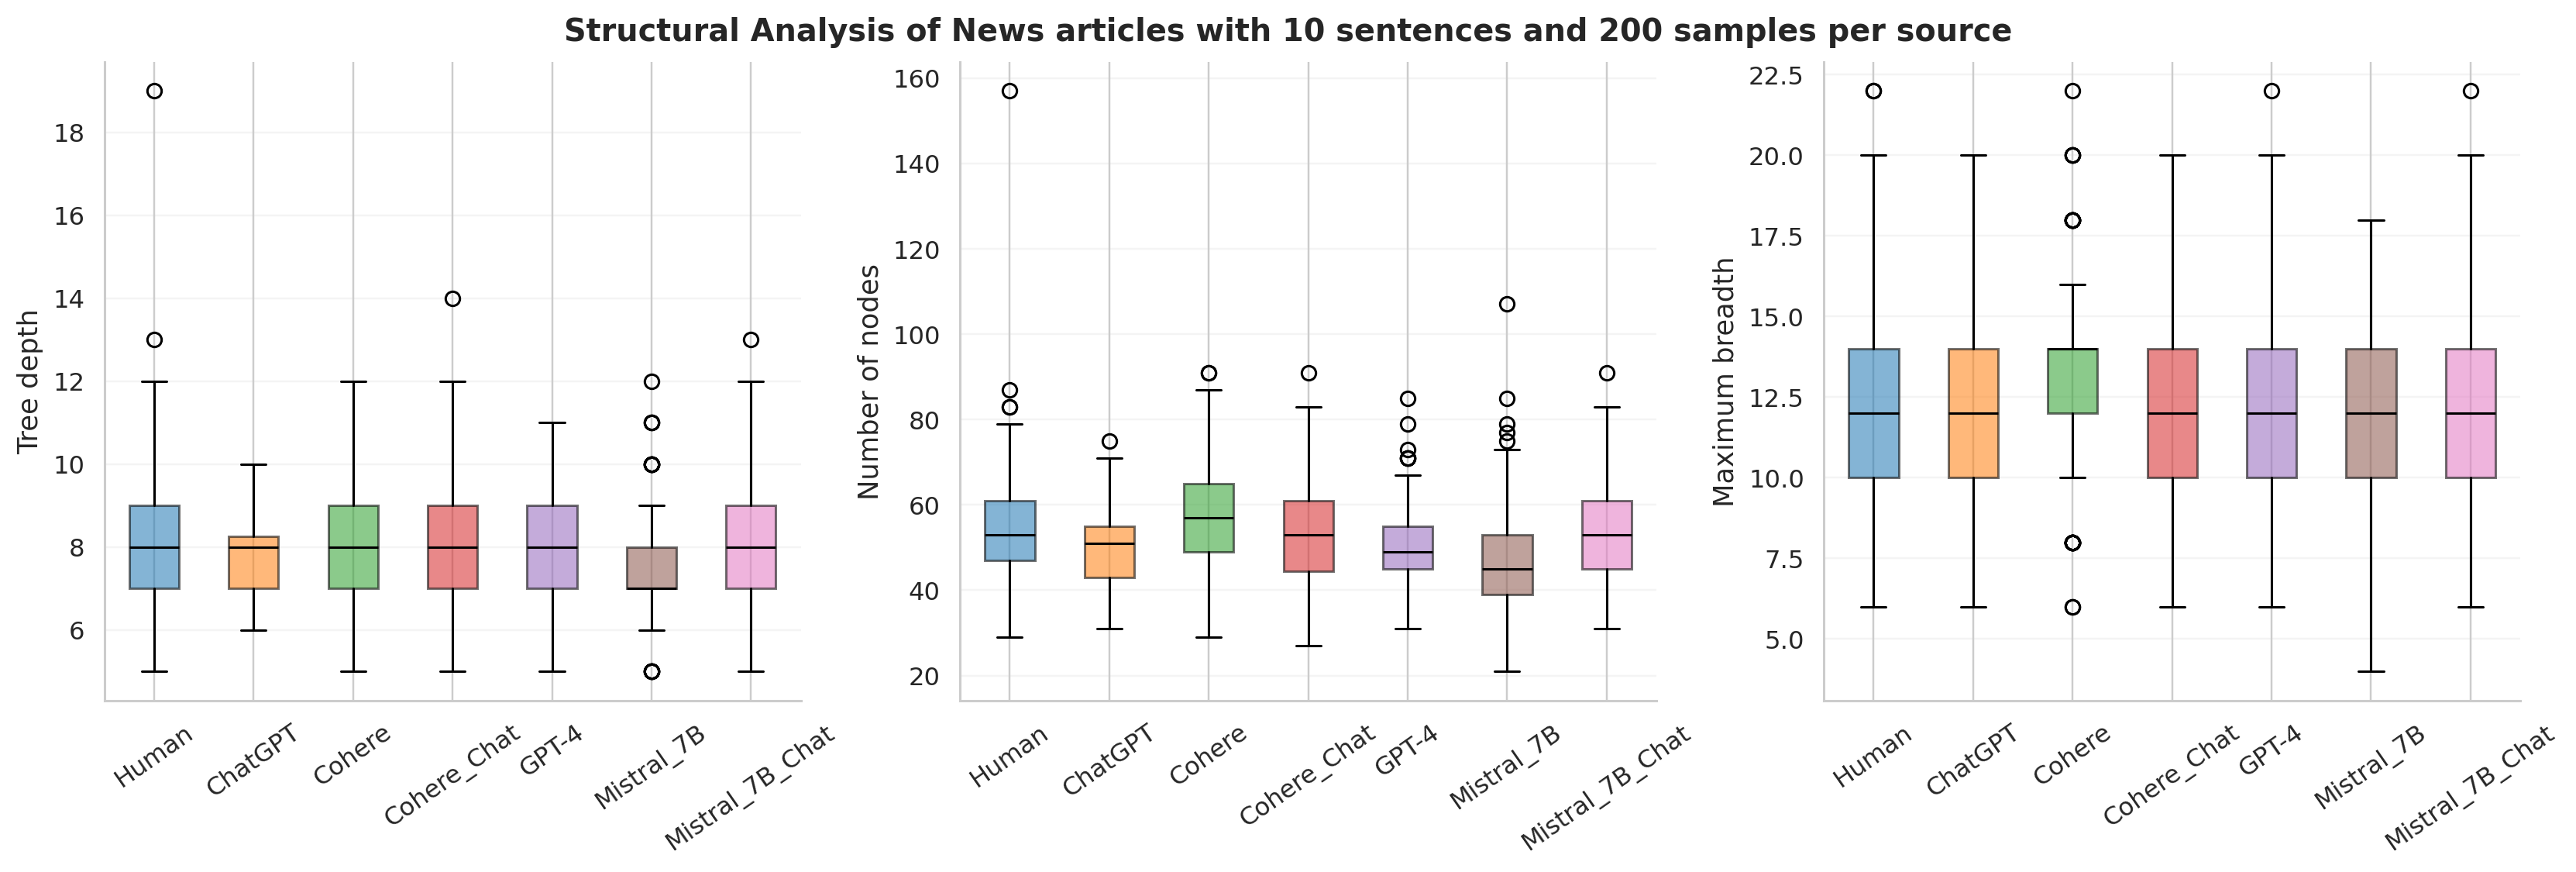 Structural Analysis of News articles with 10 sentences and 200 samples per source
Tree depth
18
16
14
12
10
8
6
Human
ChatGPT
Cohere
Cohere_Chat
GPT-4
Mistral_7B
Mistral_7B_Chat
Number of nodes
160
140
120
100
80
60
40
20
Human
ChatGPT
Cohere
Cohere_Chat
GPT-4
Mistral_7B
Mistral_7B_Chat
Maximum breadth
22.5
20.0
17.5
15.0
12.5
10.0
7.5
5.0
Human
ChatGPT
Cohere
Cohere_Chat
GPT-4
Mistral_7B
Mistral_7B_Chat